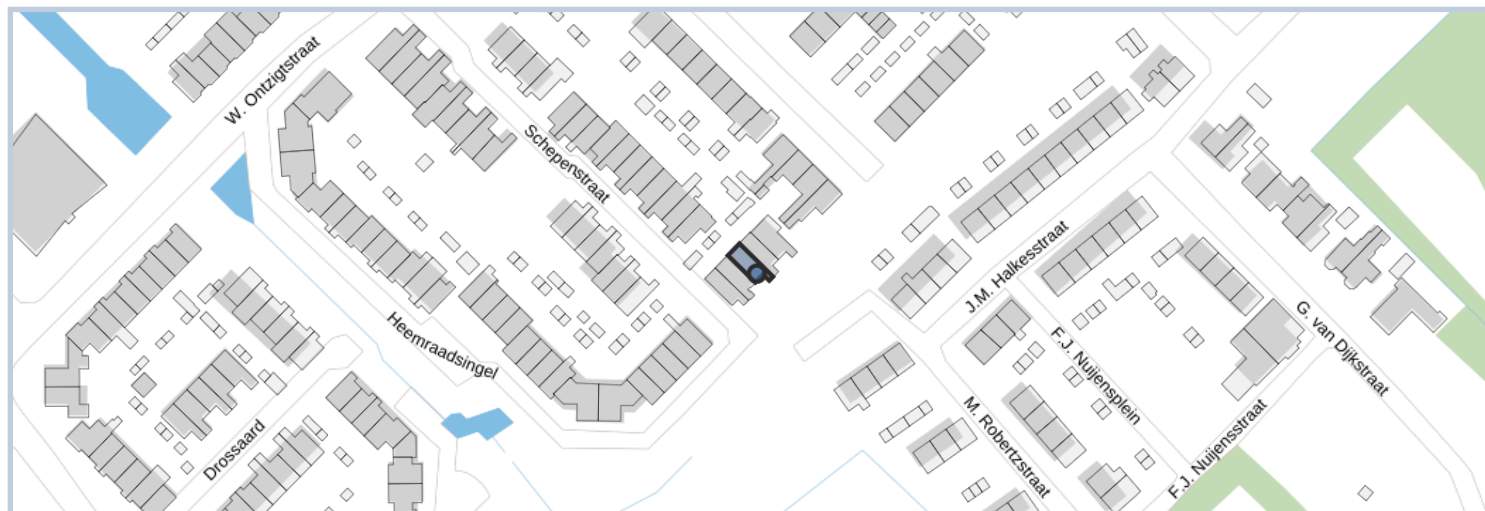 W. Ontzigtstraat
Schepenstraat
J.M. Halkesstraat
Heemraadsingel
G. van Dijkstraat
F.J. Nuijensplein
M. Robertzstraat
Drossaard
F.J. Nuijensstraat